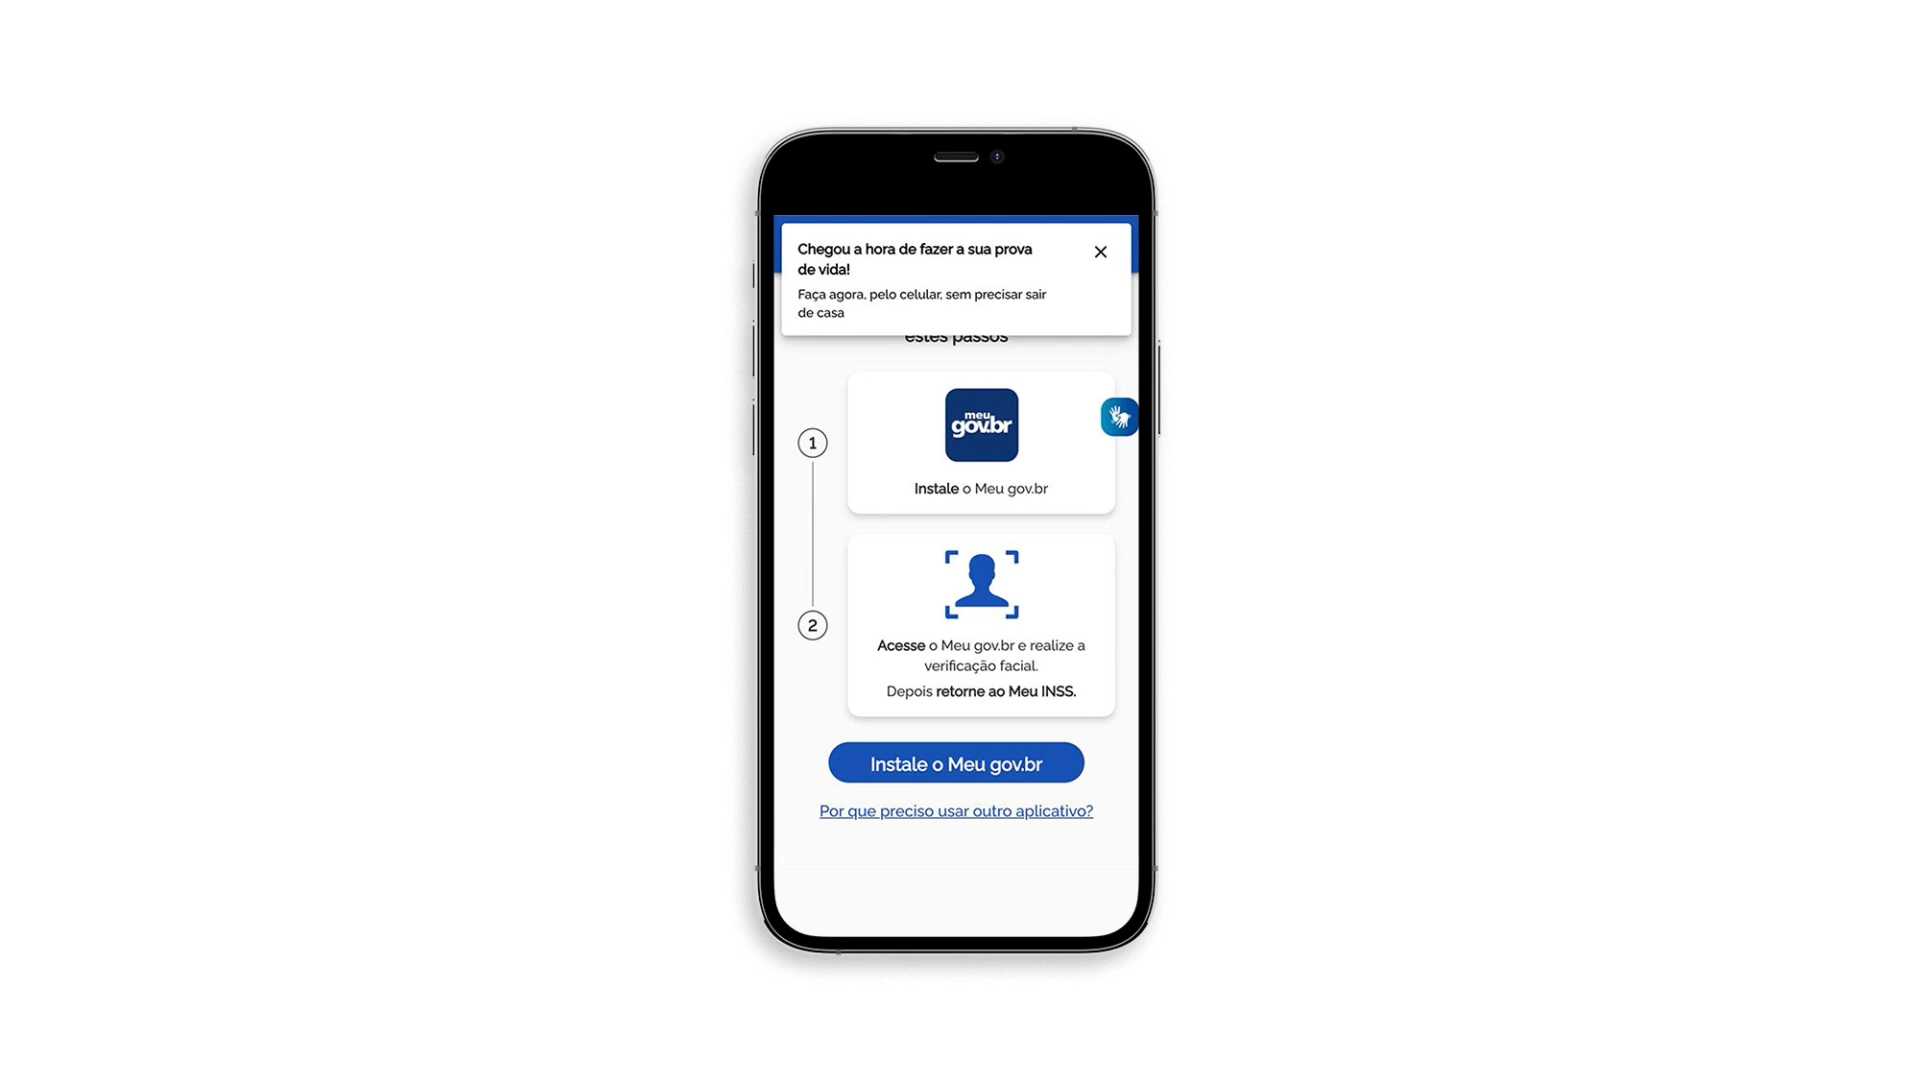 Chegou a hora de fazer a sua prova
de vida!
Faça agora, pelo celular, sem precisar sair
de casa
estes passos
meu
gov.br
1
Instale o Meu gov.br
2
Acesse o Meu gov.br e realize a
verificação facial.
Depois retorne ao Meu INSS.
Instale o Meu gov.br
Por que preciso usar outro aplicativo?